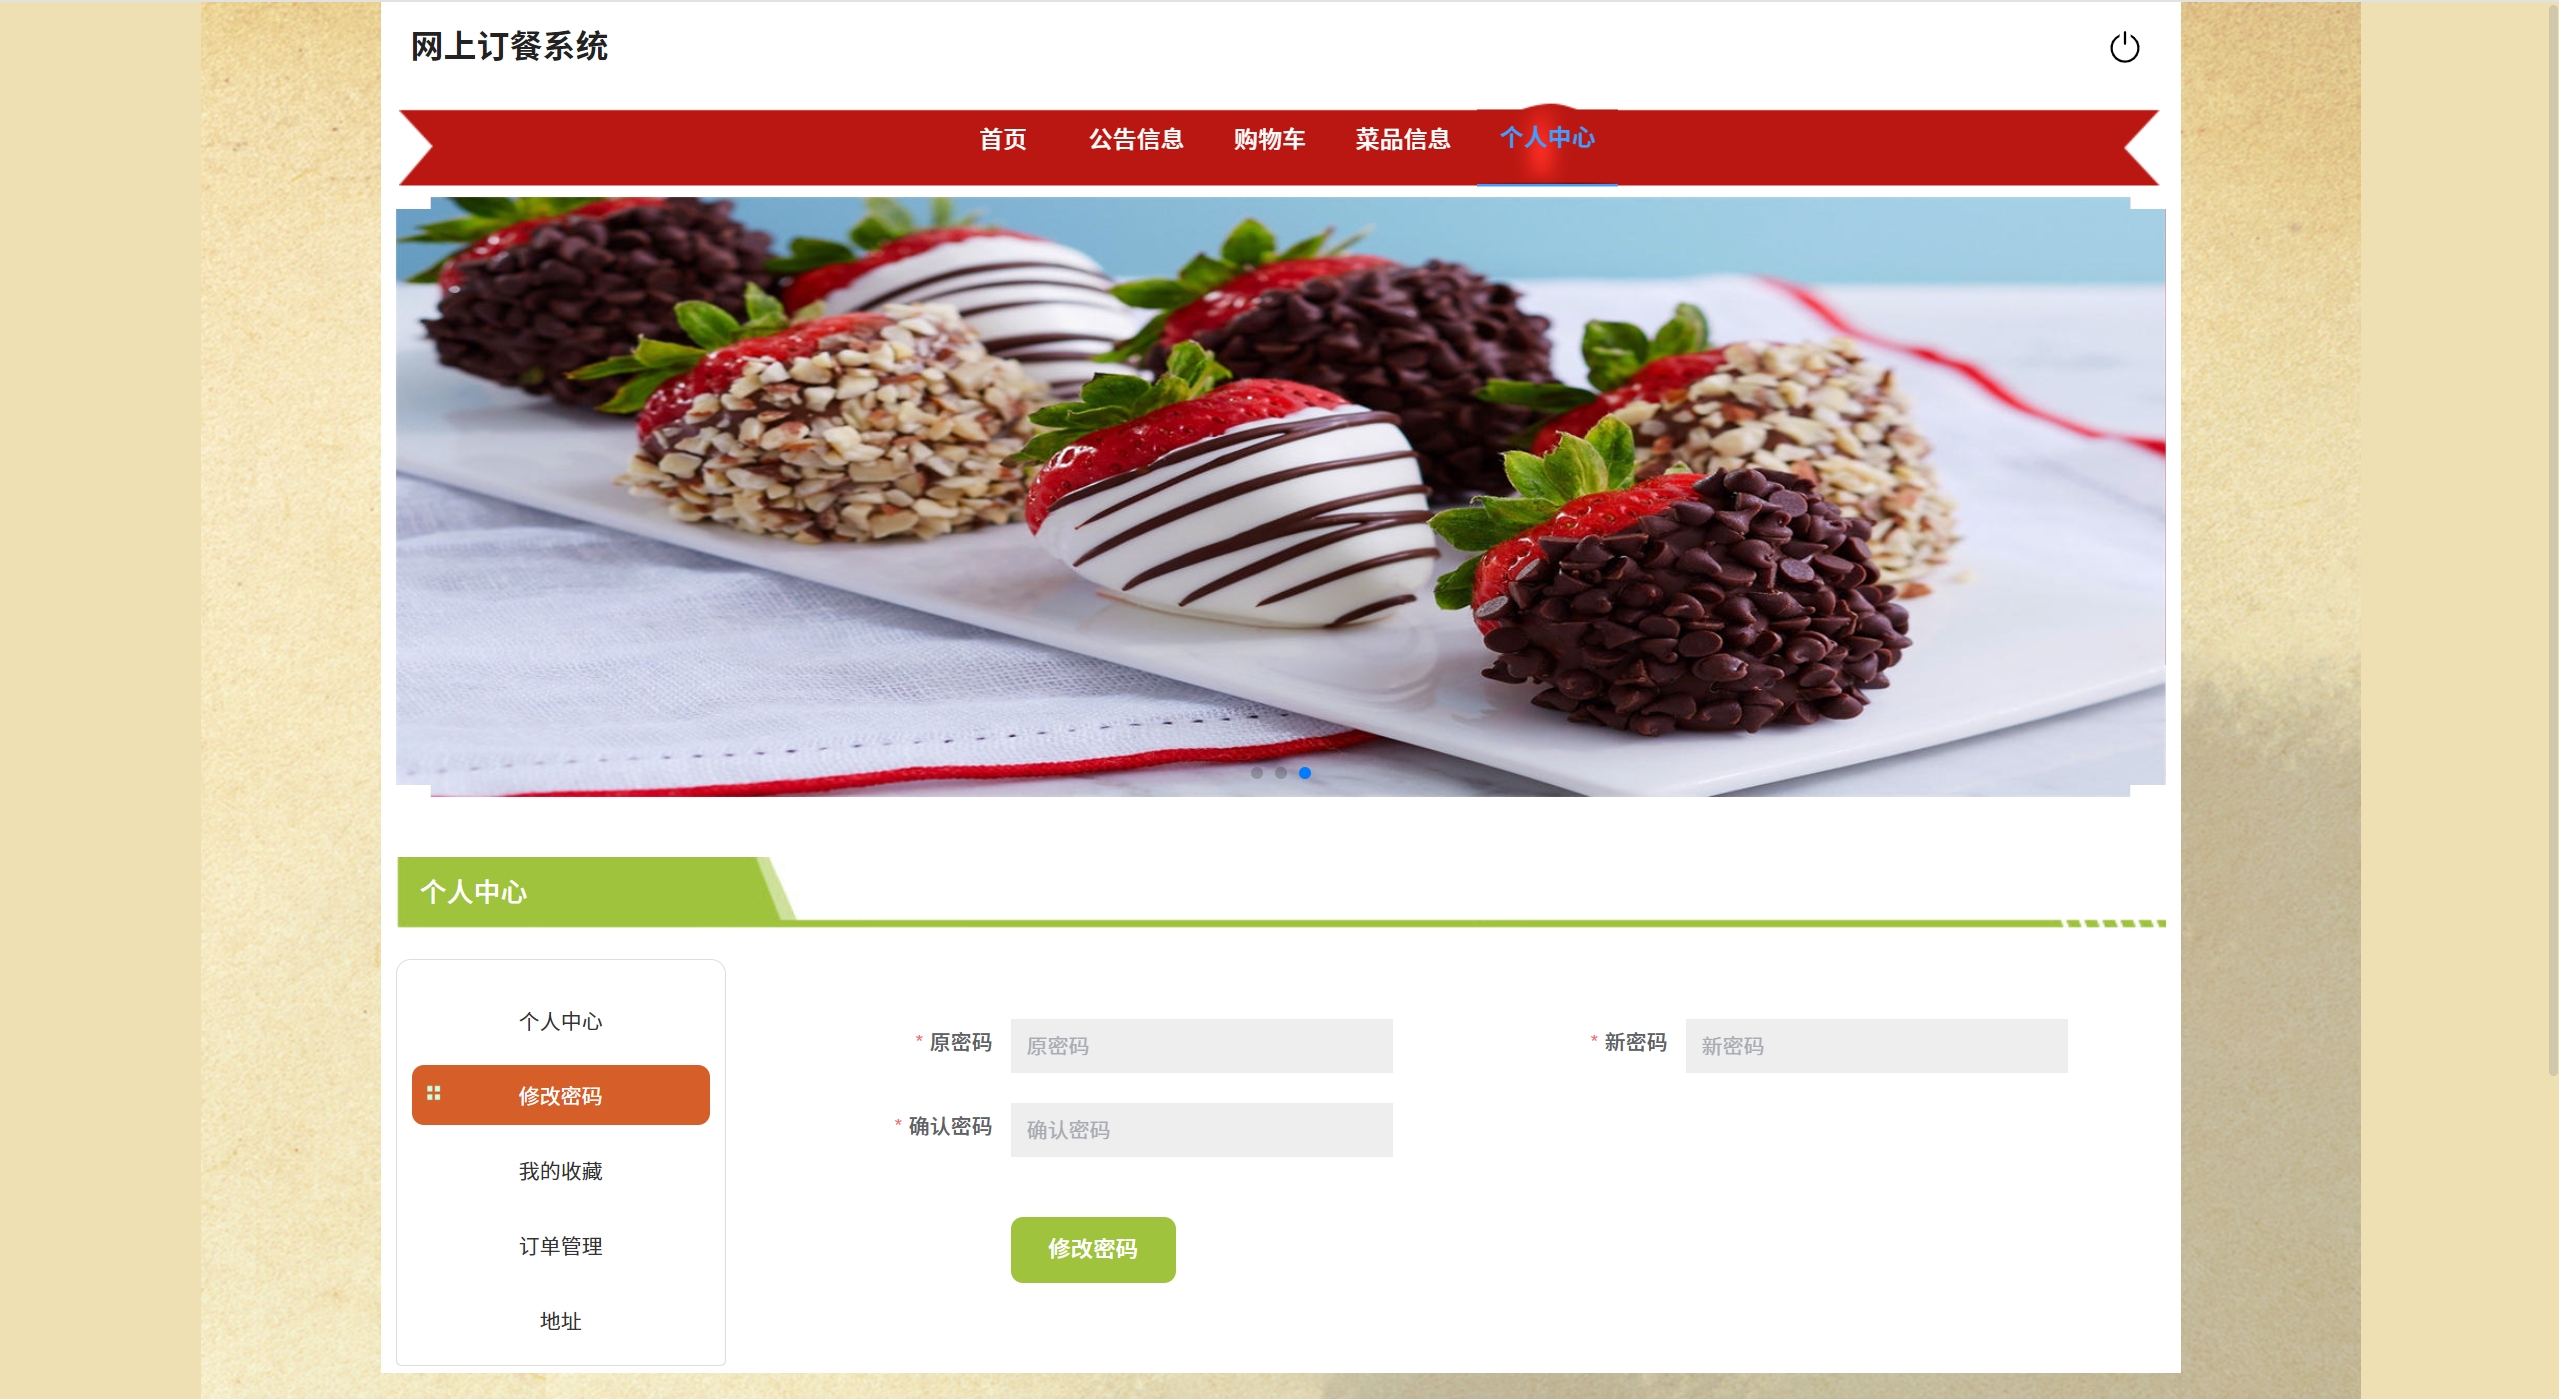 网上订餐系统
首页 公告信息 购物车 菜品信息 个人中心
个人中心
个人中心
修改密码
我的收藏
订单管理
地址
* 原密码 原密码
* 新密码 新密码
* 确认密码 确认密码
修改密码